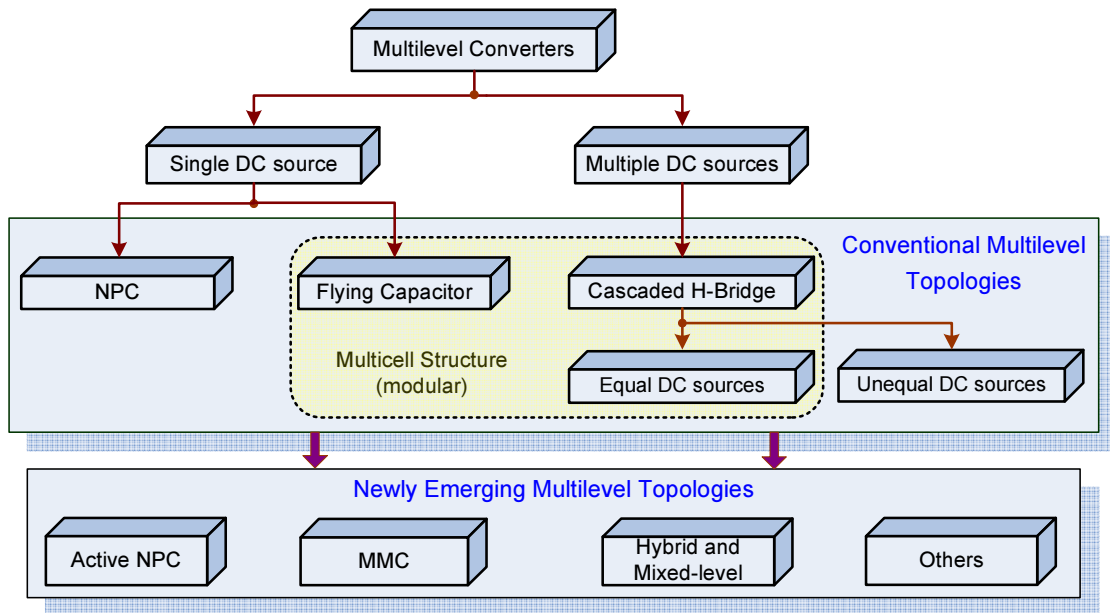 Multilevel Converters
Single DC source
Multiple DC sources
Conventional Multilevel
Topologies
NPC
Flying Capacitor
Cascaded H-Bridge
Multicell Structure
(modular)
Equal DC sources
Unequal DC sources
Newly Emerging Multilevel Topologies
Active NPC
MMC
Hybrid and
Mixed-level
Others